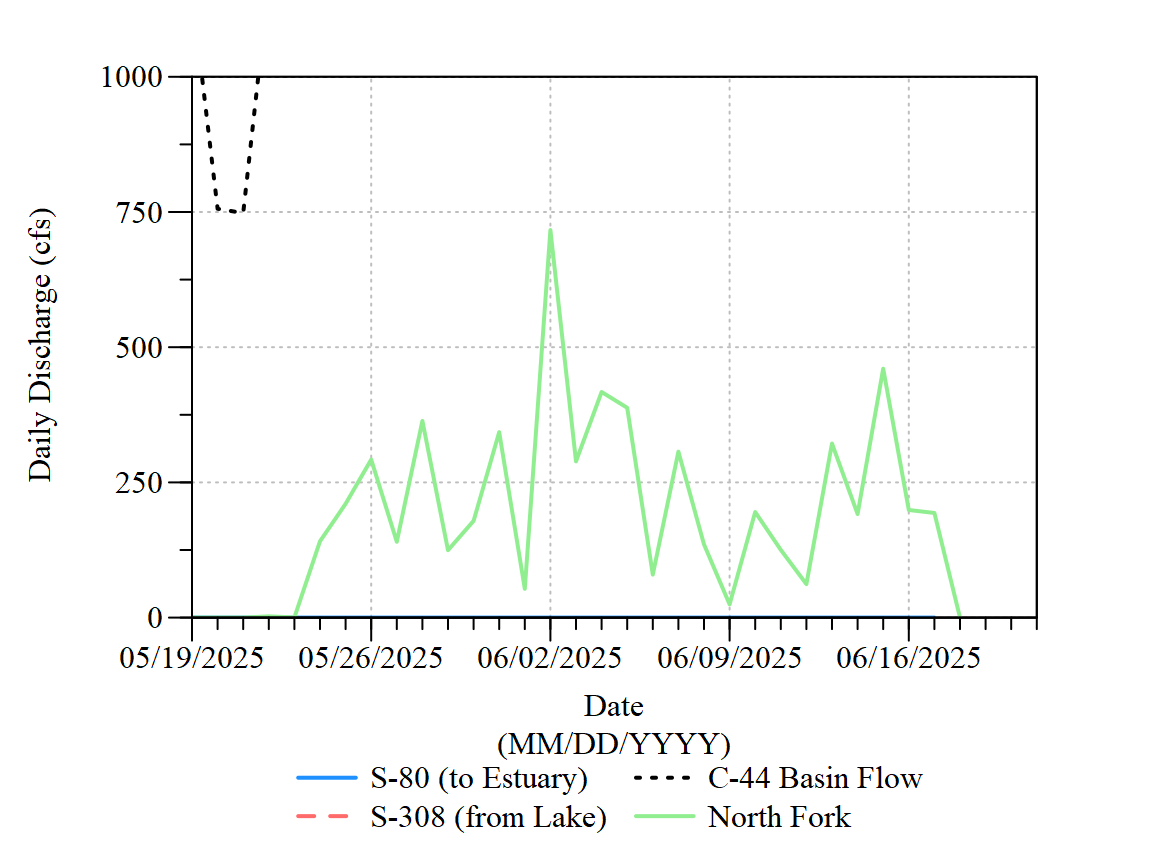 1000
750
500
250
0
Daily Discharge (cfs)
05/19/2025 05/26/2025 06/02/2025 06/09/2025 06/16/2025
Date
(MM/DD/YYYY)
S-80 (to Estuary) C-44 Basin Flow
S-308 (from Lake) North Fork